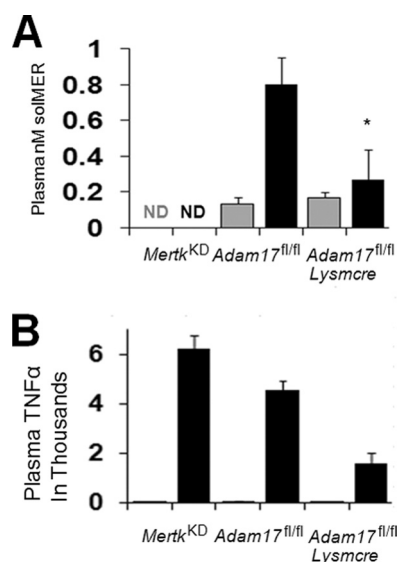 A
Plasma nM solMER
1
0.8
0.6
0.4
0.2
0
ND ND
*
Mertk^KD Adam17^fl/fl Adam17^fl/fl
Lysmcre
B
Plasma TNFα
In Thousands
6
4
2
0
Mertk^KD Adam17^fl/fl Adam17^fl/fl
Lysmcre